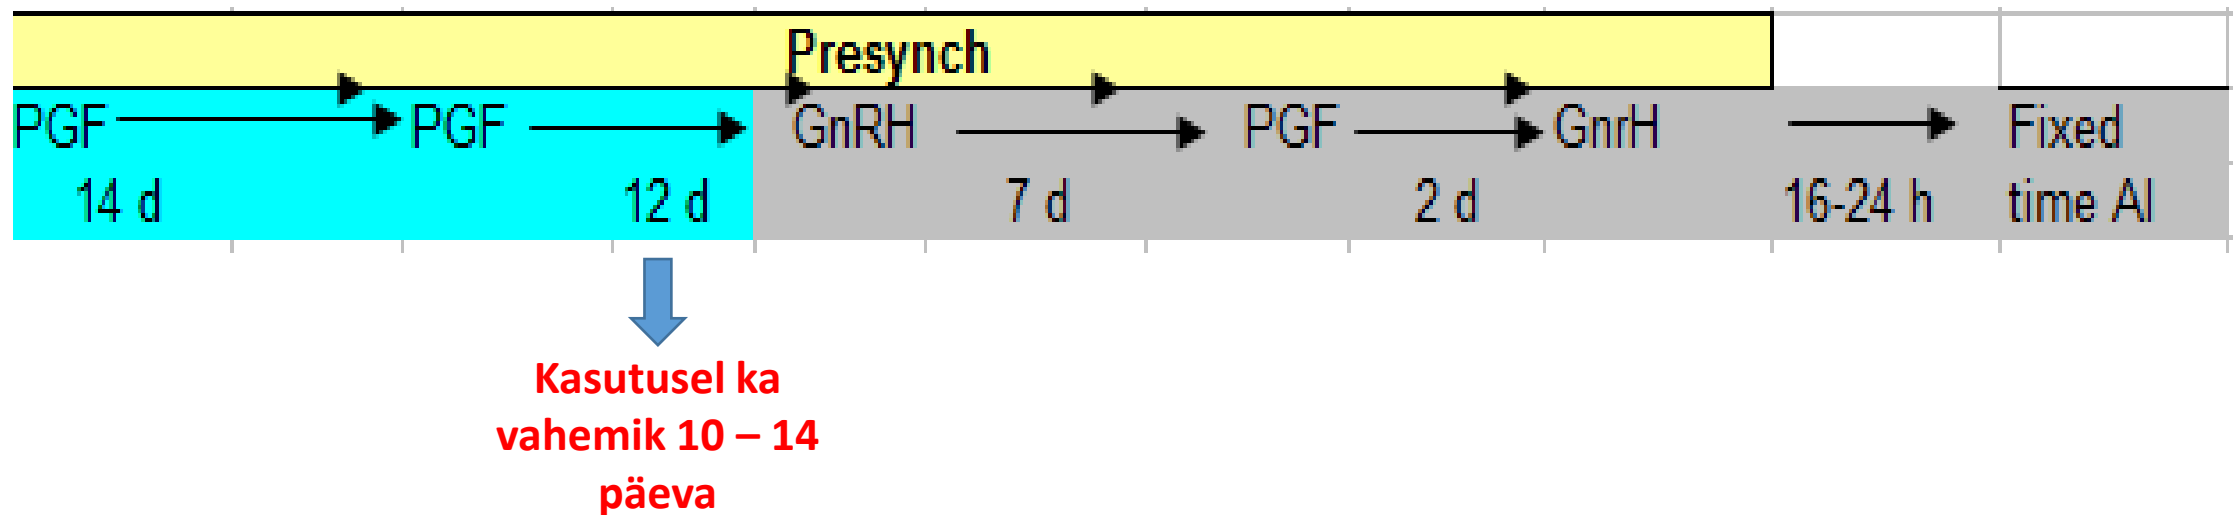 Presynch
PGF PGF GnRH PGF GnrH Fixed
14 d 12 d 7 d 2 d 16-24 h time AI
Kasutusel ka
vahemik 10 – 14
päeva